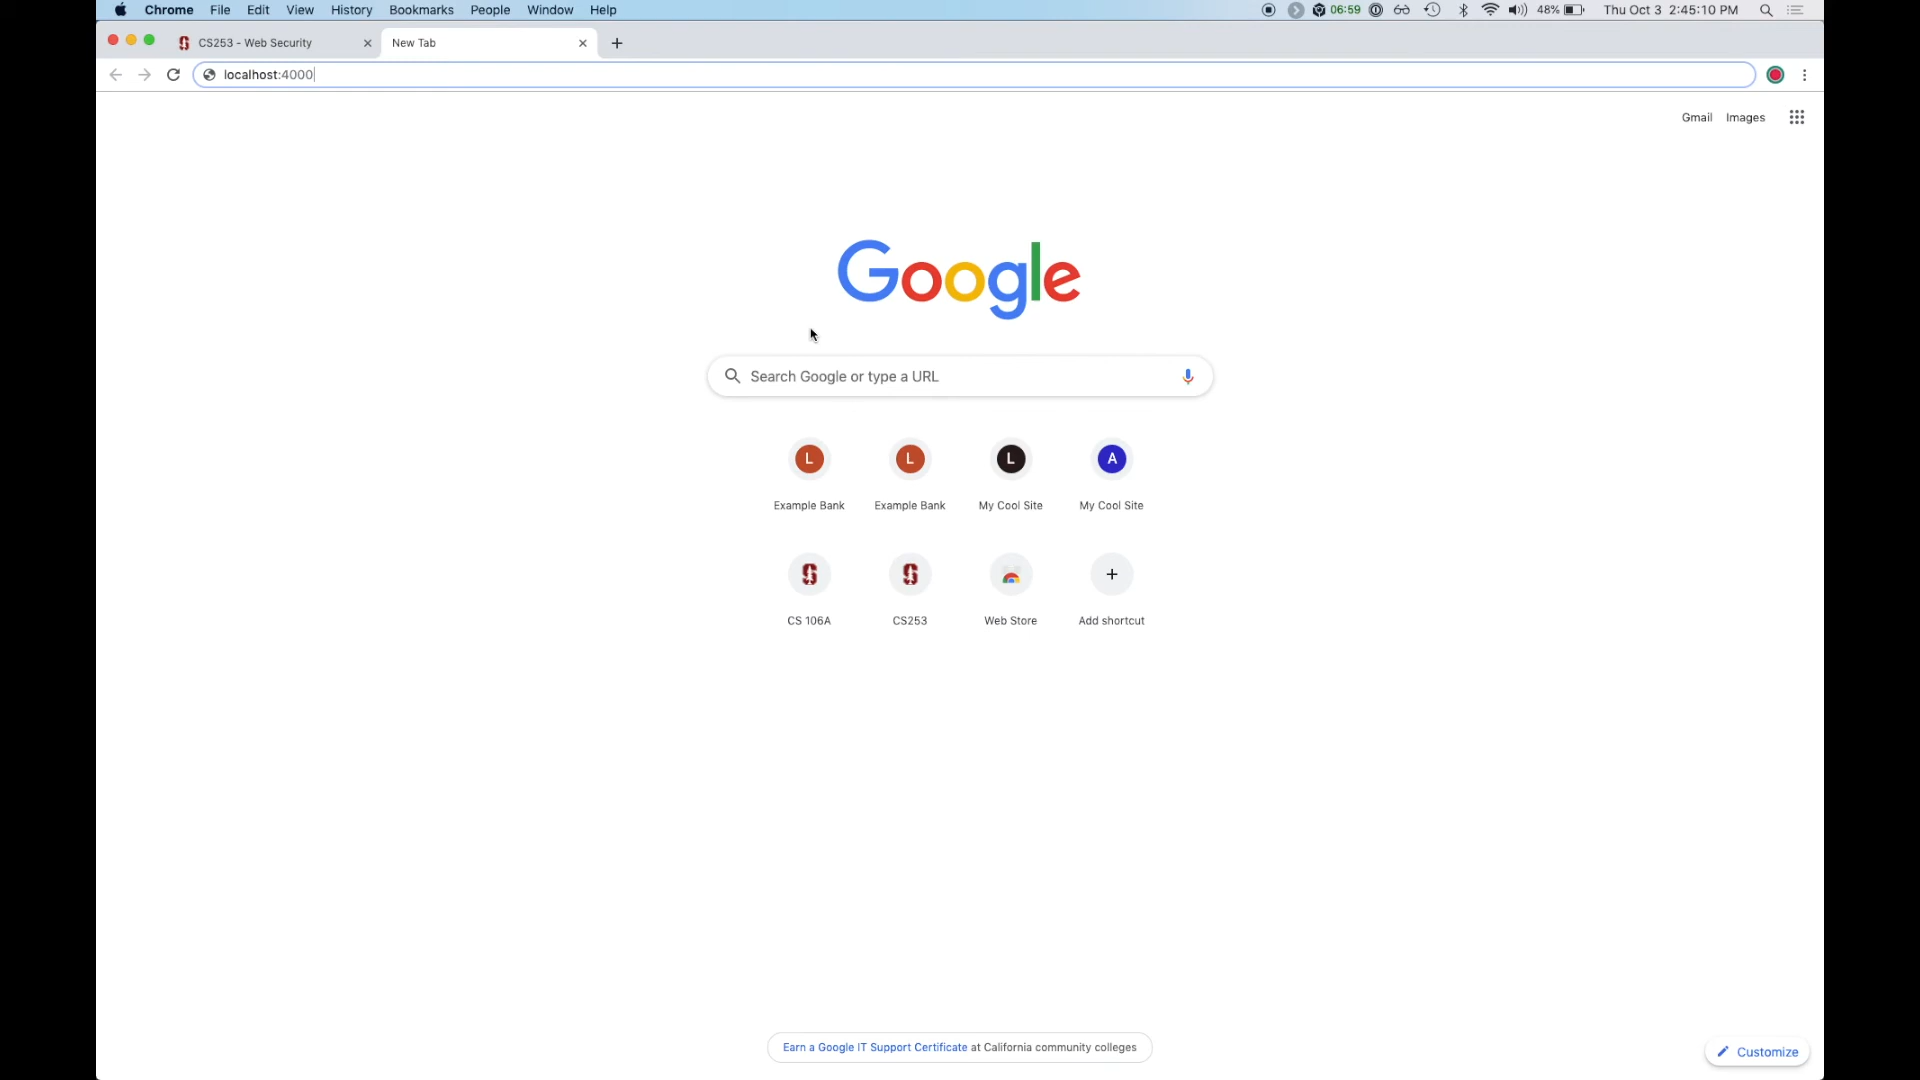 Chrome File Edit View History Bookmarks People Window Help 06:59 48% Thu Oct 3 2:45:10 PM
CS253 - Web Security New Tab
localhost:4000
Gmail Images
Google
Search Google or type a URL
L L L A
Example Bank Example Bank My Cool Site My Cool Site
S S
CS 106A CS253 Web Store Add shortcut
Earn a Google IT Support Certificate at California community colleges
Customize